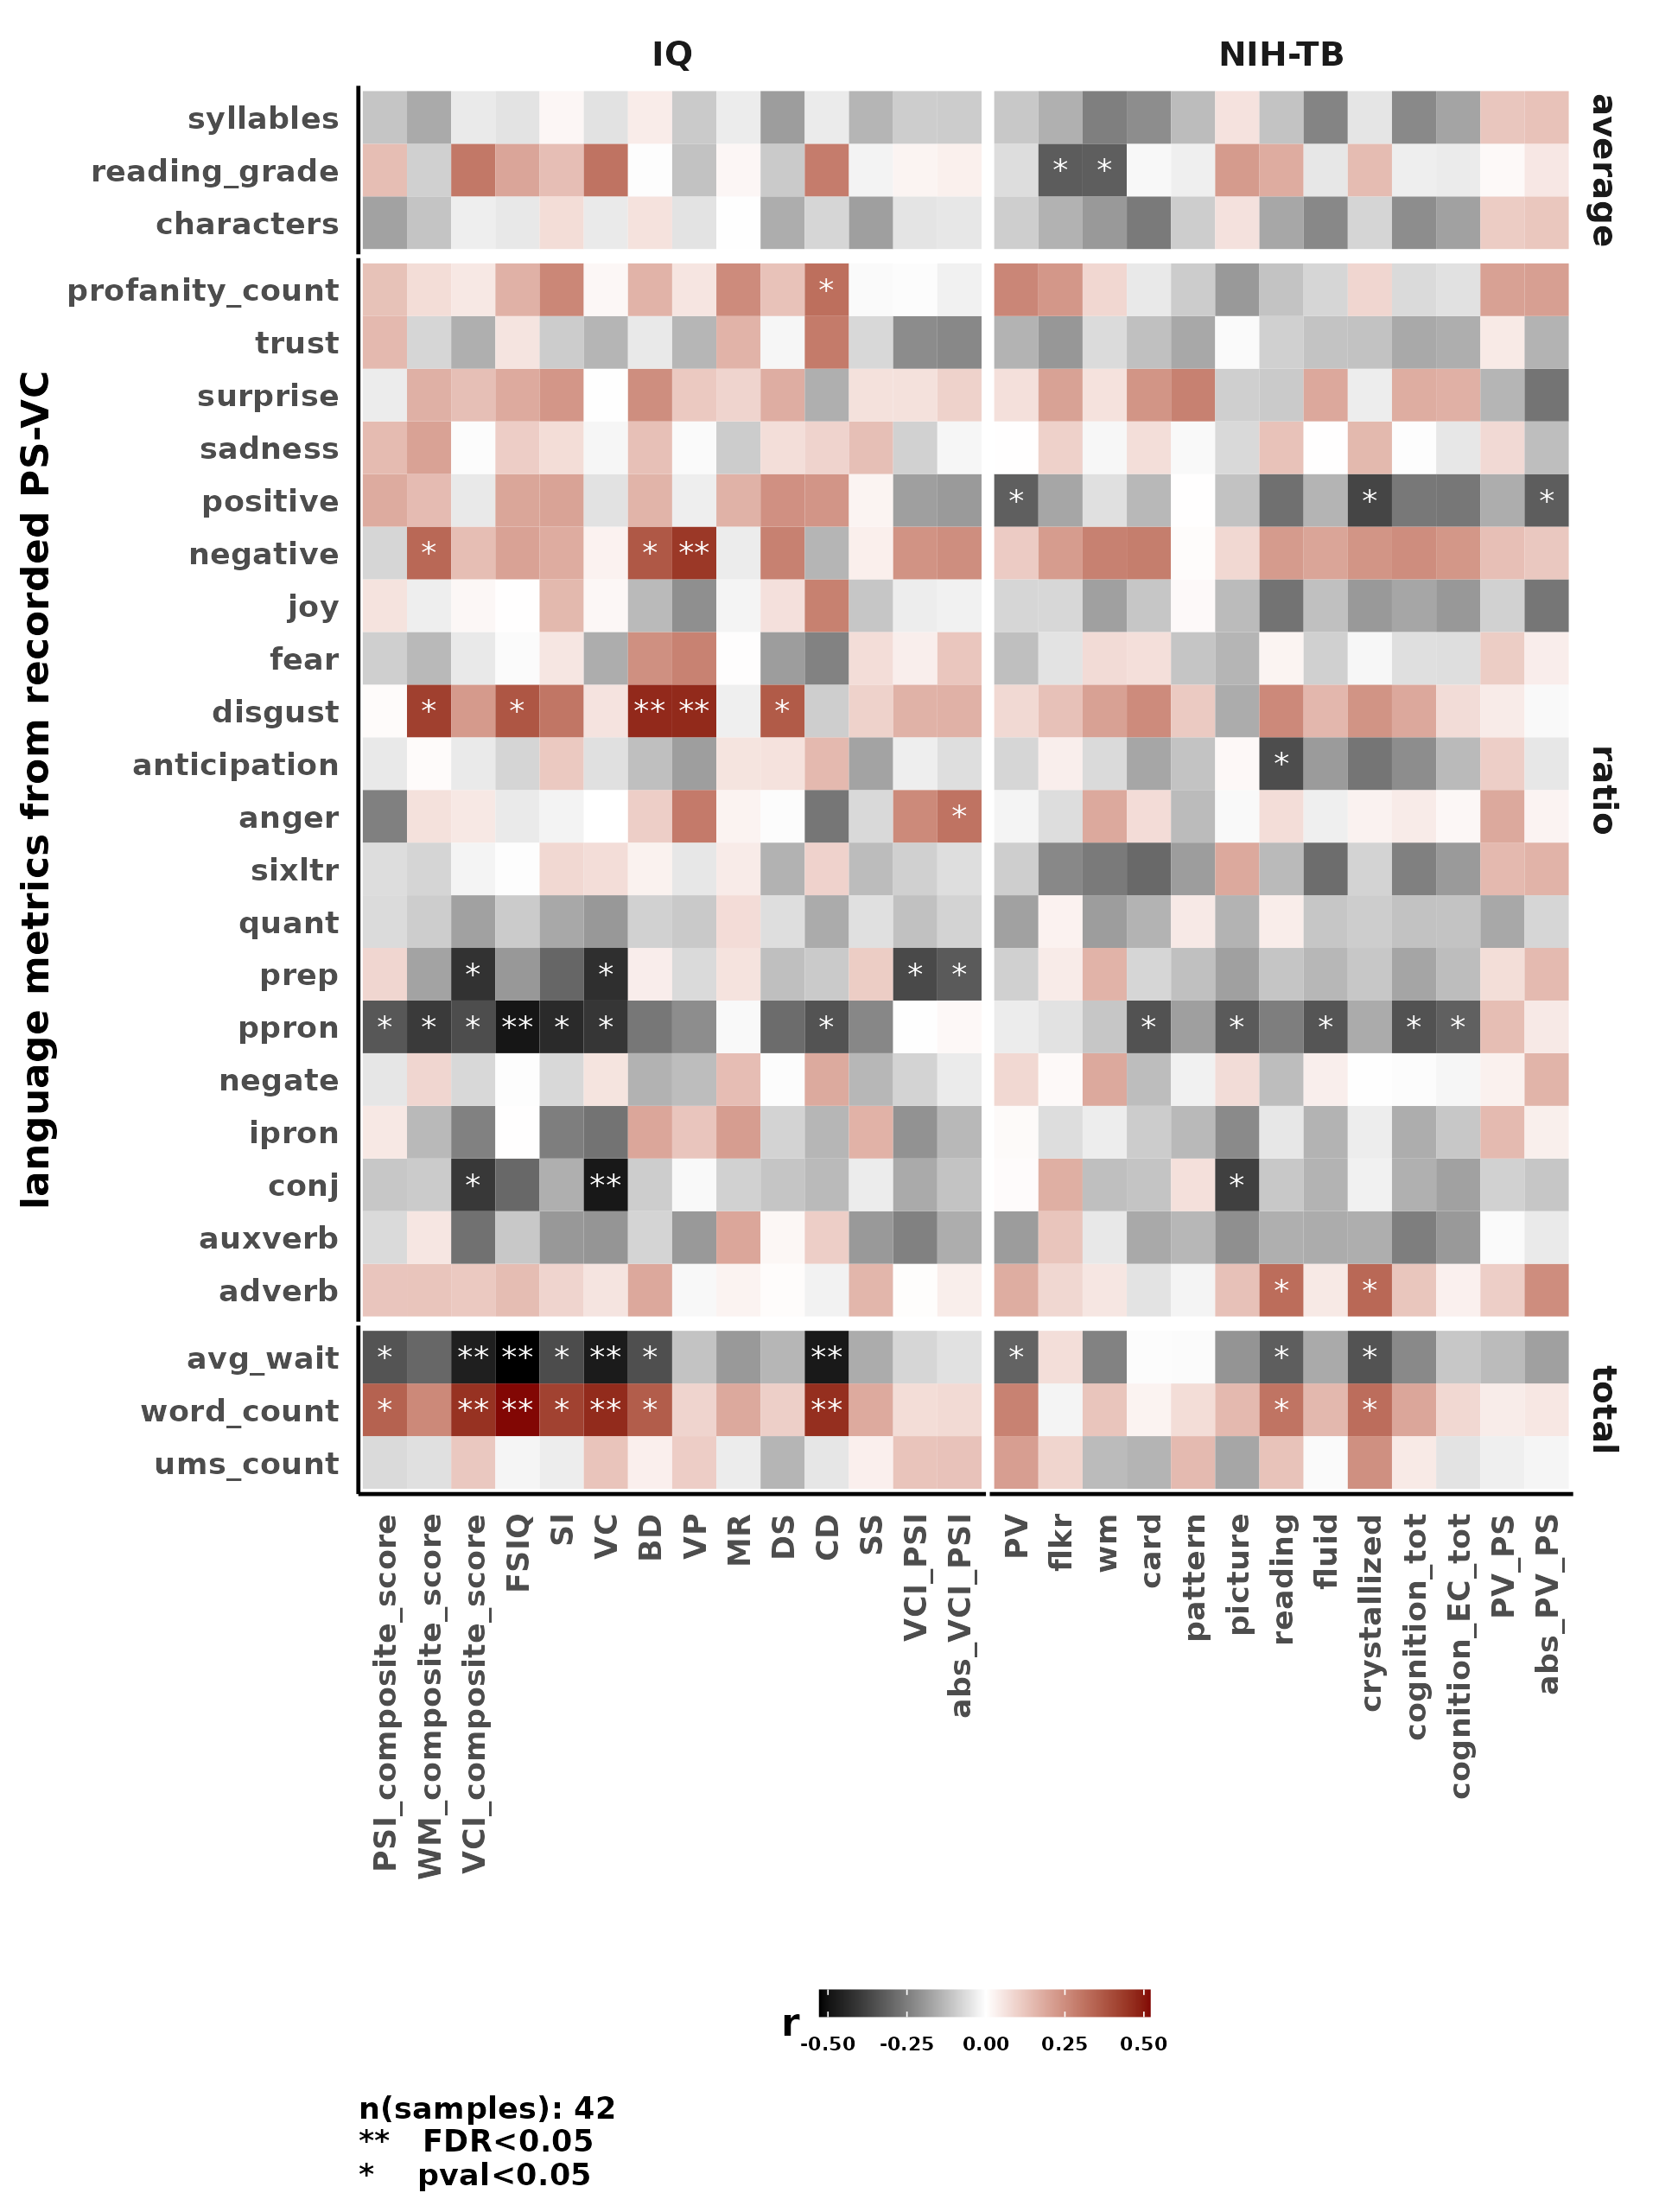 IQ
NIH-TB
language metrics from recorded PS-VC
syllables
reading_grade
characters
average
profanity_count
*
trust
surprise
sadness
positive
* * *
negative
* * **
joy
fear
disgust
* * ** ** *
anticipation
*
anger
*
ratio
sixltr
quant
prep
* * * *
ppron
* * * ** * * * * * * * *
negate
ipron
conj
* ** *
auxverb
adverb
* *
avg_wait
* ** ** * ** * ** * * *
word_count
* ** ** * ** * ** * *
total
ums_count
* *
PSI_composite_score
WM_composite_score
VCI_composite_score
FSIQ
SI
VC
BD
VP
MR
DS
CD
SS
VCI_PSI
abs_VCI_PSI
PV
flkr
wm
card
pattern
picture
reading
fluid
crystallized
cognition_tot
cognition_EC_tot
PV_PS
abs_PV_PS
r
-0.50 -0.25 0.00 0.25 0.50
n(samples): 42
** FDR<0.05
* pval<0.05